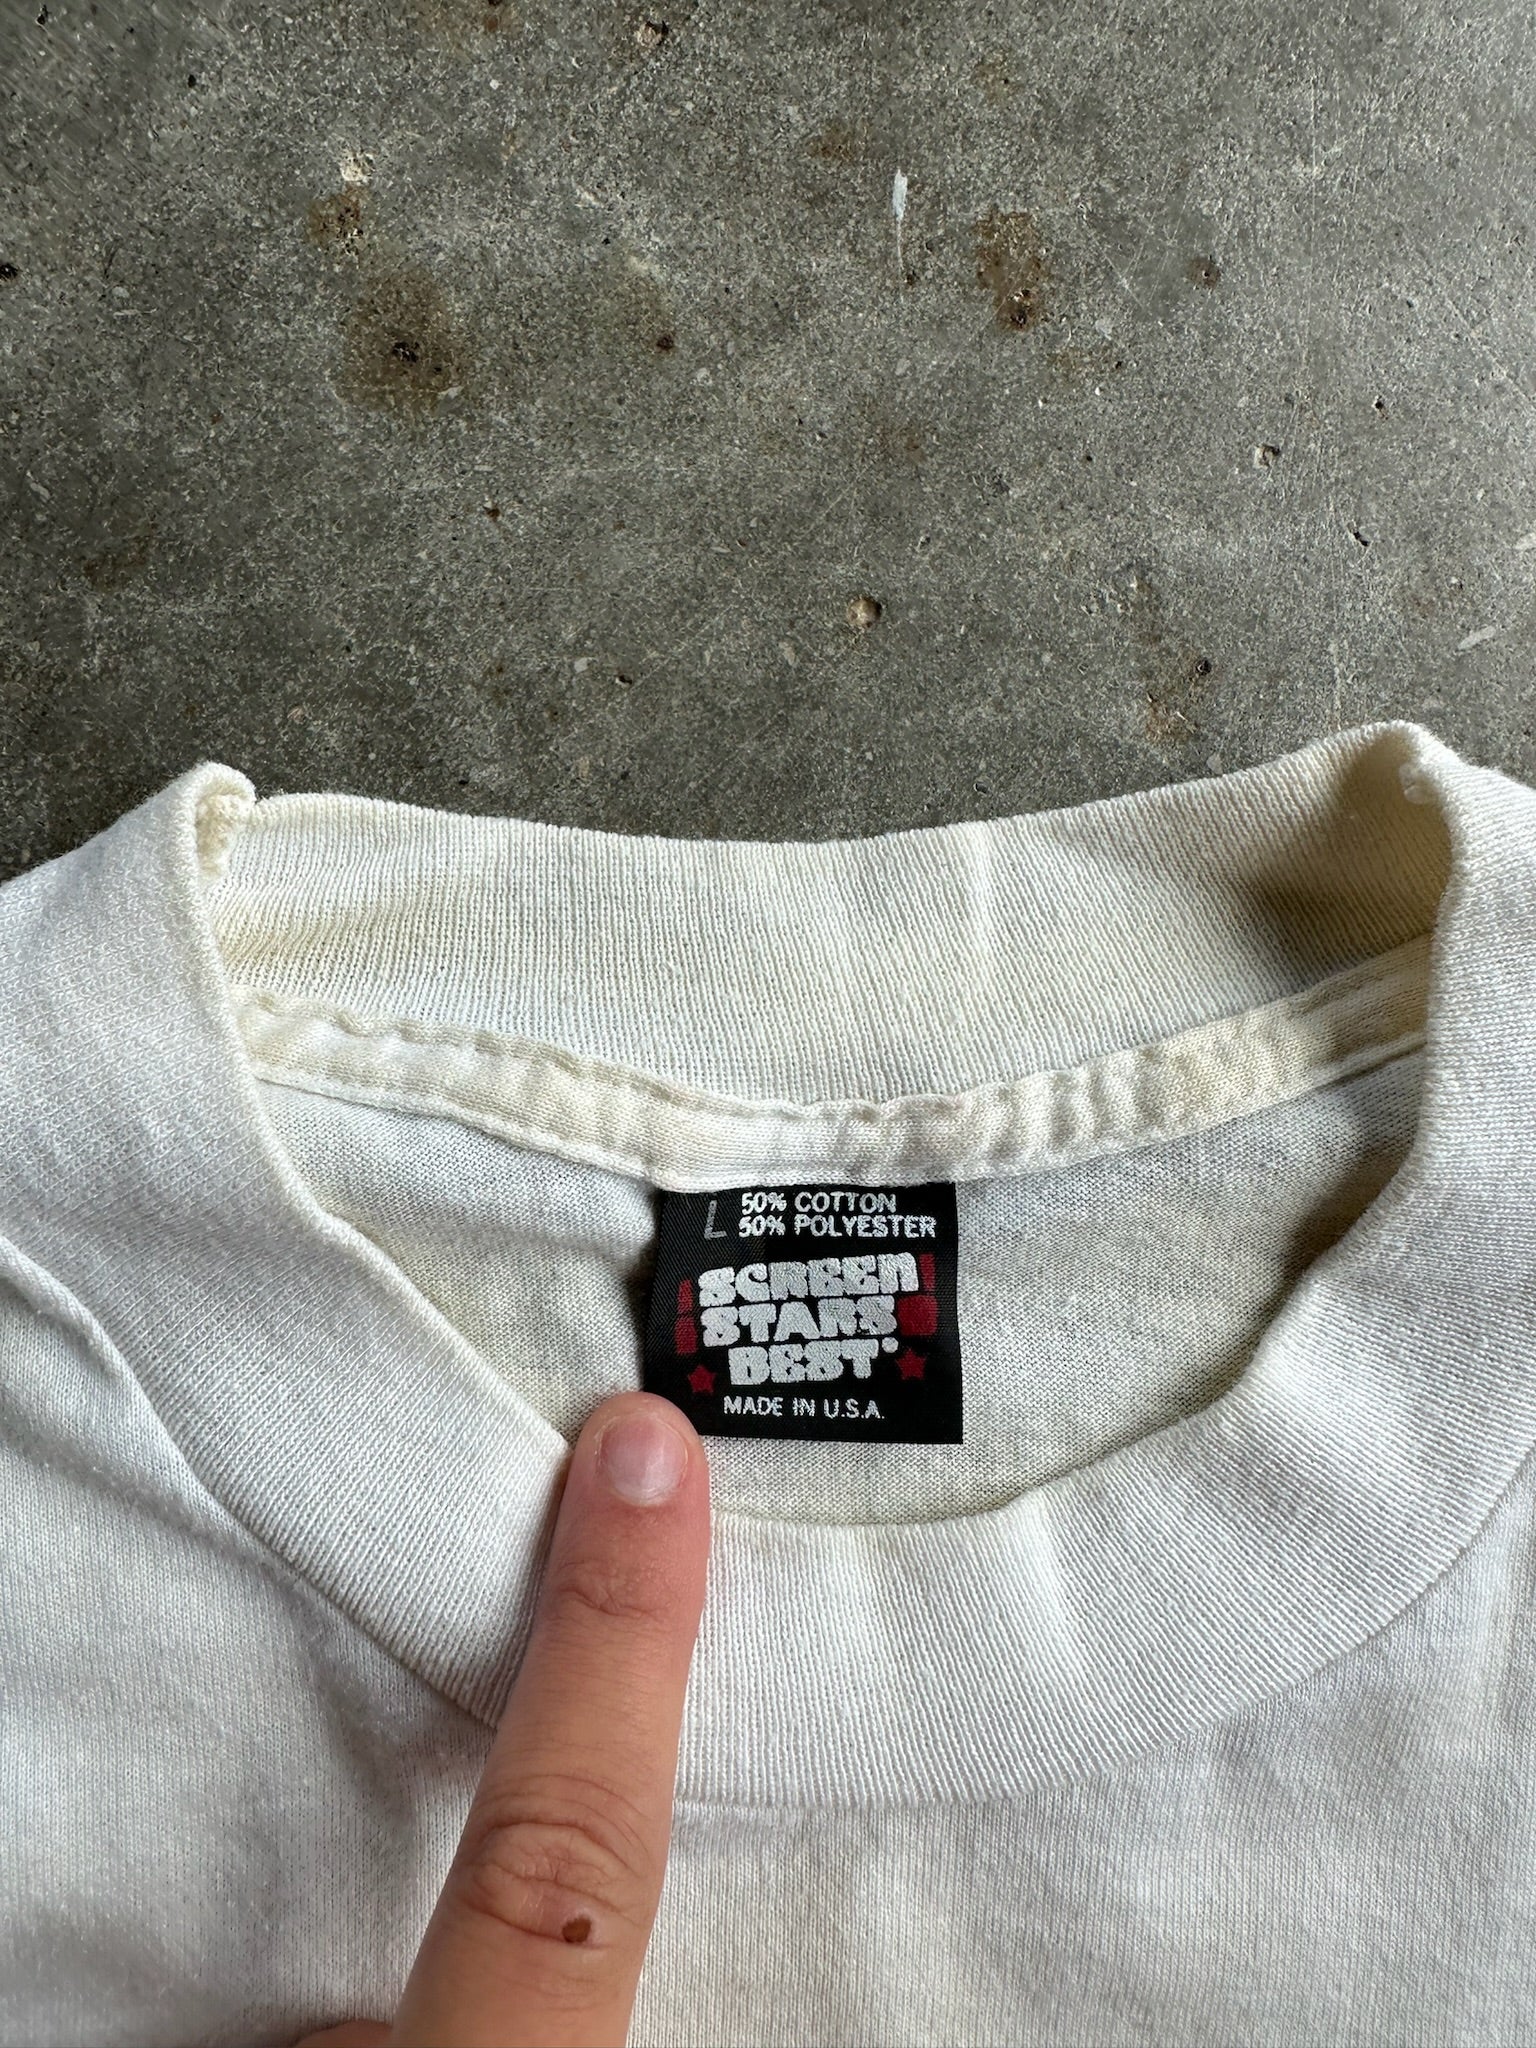 L 50% COTTON
50% POLYESTER
SCREEN
STARS
BEST®
MADE IN U.S.A.